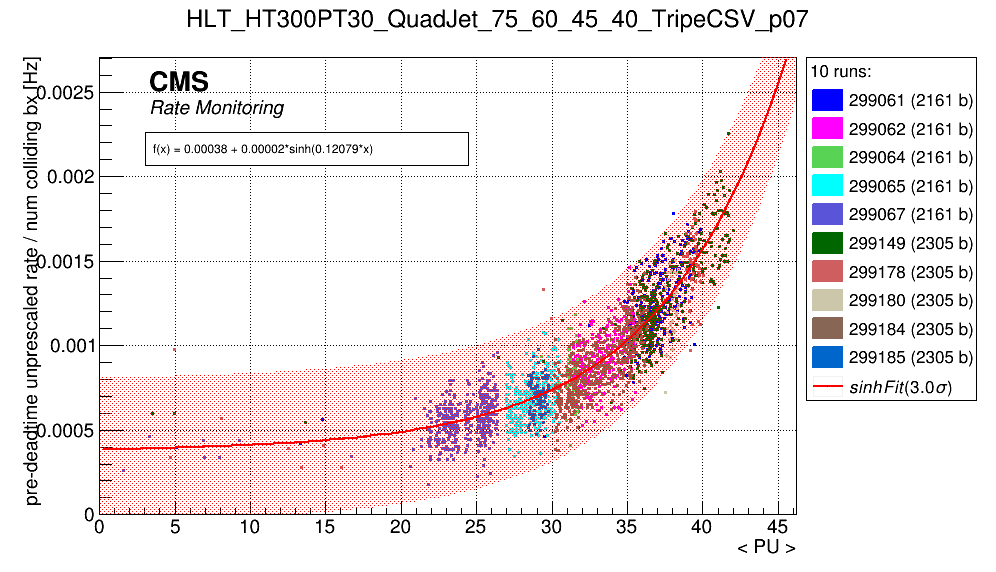 HLT_HT300PT30_QuadJet_75_60_45_40_TripeCSV_p07
pre-deadtime unprescaled rate / num colliding bx [Hz]
CMS
Rate Monitoring
f(x) = 0.00038 + 0.00002*sinh(0.12079*x)
0.0025
0.002
0.0015
0.001
0.0005
0
0 5 10 15 20 25 30 35 40 45
< PU >
10 runs:
299061 (2161 b)
299062 (2161 b)
299064 (2161 b)
299065 (2161 b)
299067 (2161 b)
299149 (2305 b)
299178 (2305 b)
299180 (2305 b)
299184 (2305 b)
299185 (2305 b)
sinhFit(3.0σ)